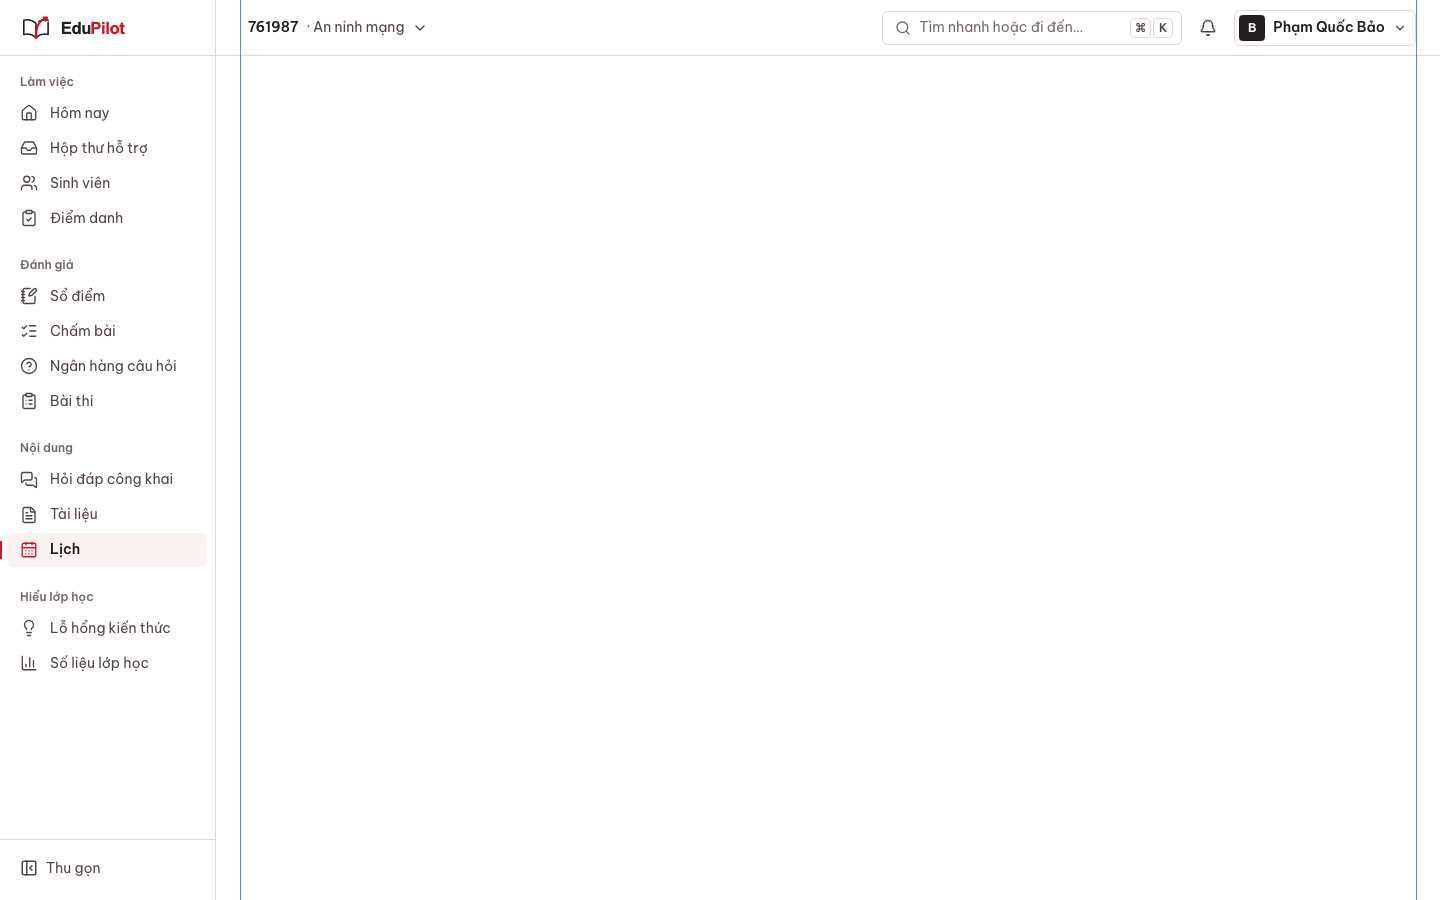 EduPilot
761987 · An ninh mạng
Tìm nhanh hoặc đi đến...
⌘ K
B Phạm Quốc Bảo
Làm việc
Hôm nay
Hộp thư hỗ trợ
Sinh viên
Điểm danh
Đánh giá
Sổ điểm
Chấm bài
Ngân hàng câu hỏi
Bài thi
Nội dung
Hỏi đáp công khai
Tài liệu
Lịch
Hiểu lớp học
Lỗ hổng kiến thức
Số liệu lớp học
Thu gọn